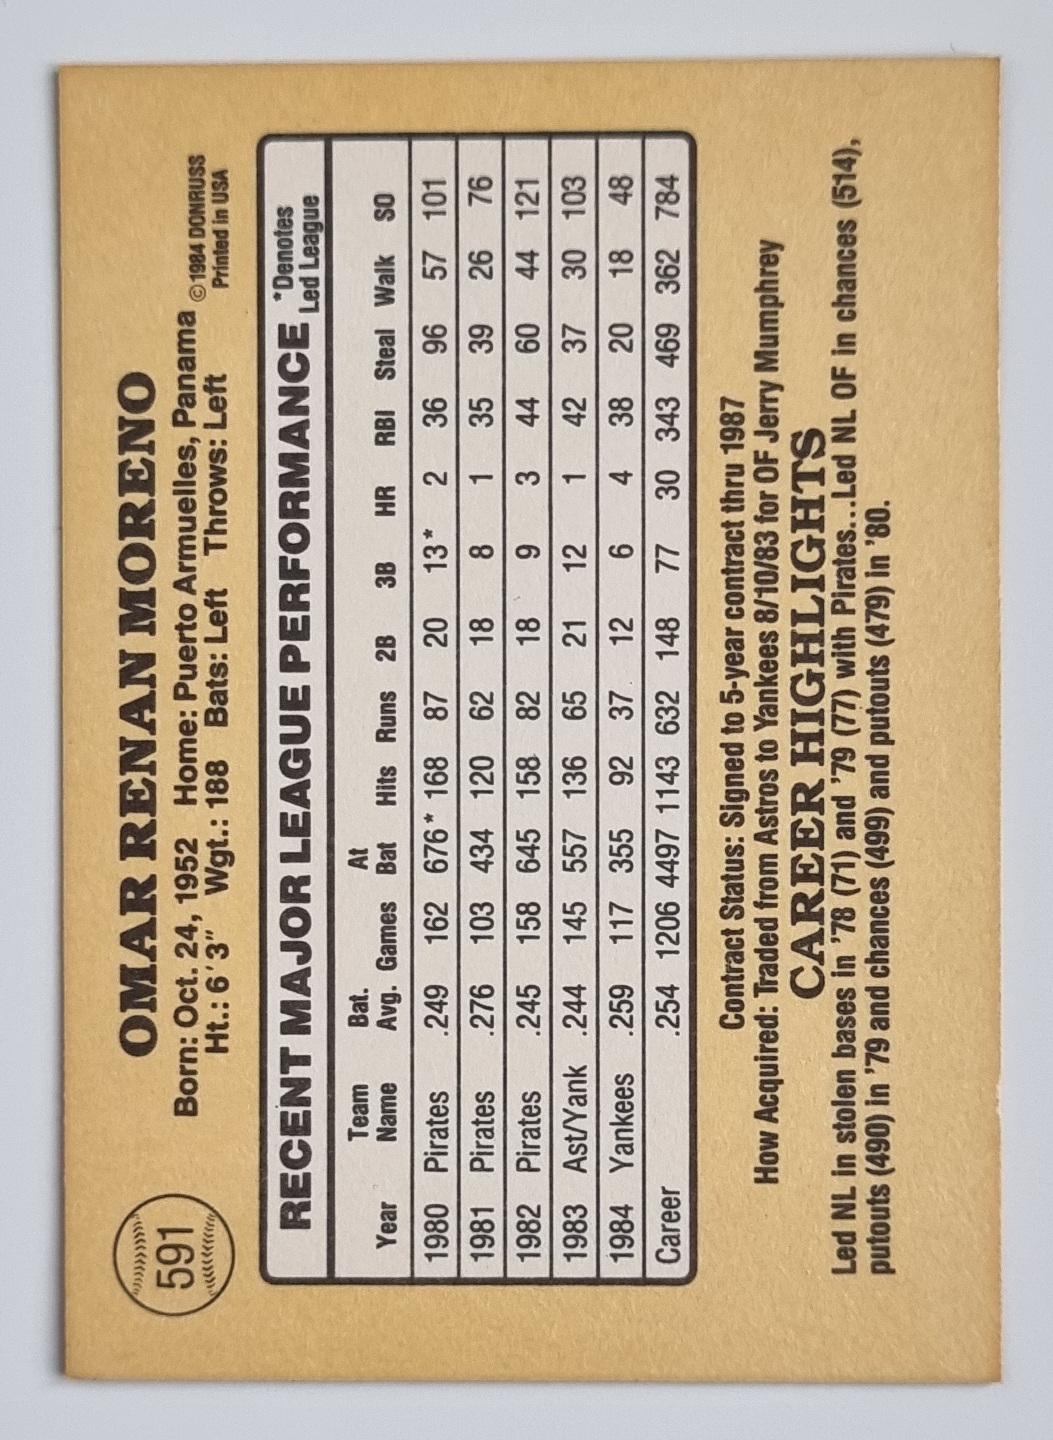 591
OMAR RENAN MORENO
Born: Oct. 24, 1952 Home: Puerto Armuelles, Panama
Ht.: 6'3" Wgt.: 188 Bats: Left Throws: Left
©1984 DONRUSS
Printed in USA
RECENT MAJOR LEAGUE PERFORMANCE *Denotes Led League
Year Team Name Bat. Avg. Games At Bat Hits Runs 2B 3B HR RBI Steal Walk SO
1980 Pirates .249 162 676* 168 87 20 13* 2 36 96 57 101
1981 Pirates .276 103 434 120 62 18 8 1 35 39 26 76
1982 Pirates .245 158 645 158 82 18 9 3 44 60 44 121
1983 Ast/Yank .244 145 557 136 65 21 12 1 42 37 30 103
1984 Yankees .259 117 355 92 37 12 6 4 38 20 18 48
Career .254 1206 4497 1143 632 148 77 30 343 469 362 784
Contract Status: Signed to 5-year contract thru 1987
How Acquired: Traded from Astros to Yankees 8/10/83 for OF Jerry Mumphrey
CAREER HIGHLIGHTS
Led NL in stolen bases in '78 (71) and '79 (77) with Pirates...Led NL OF in chances (514),
putouts (490) in '79 and chances (499) and putouts (479) in '80.